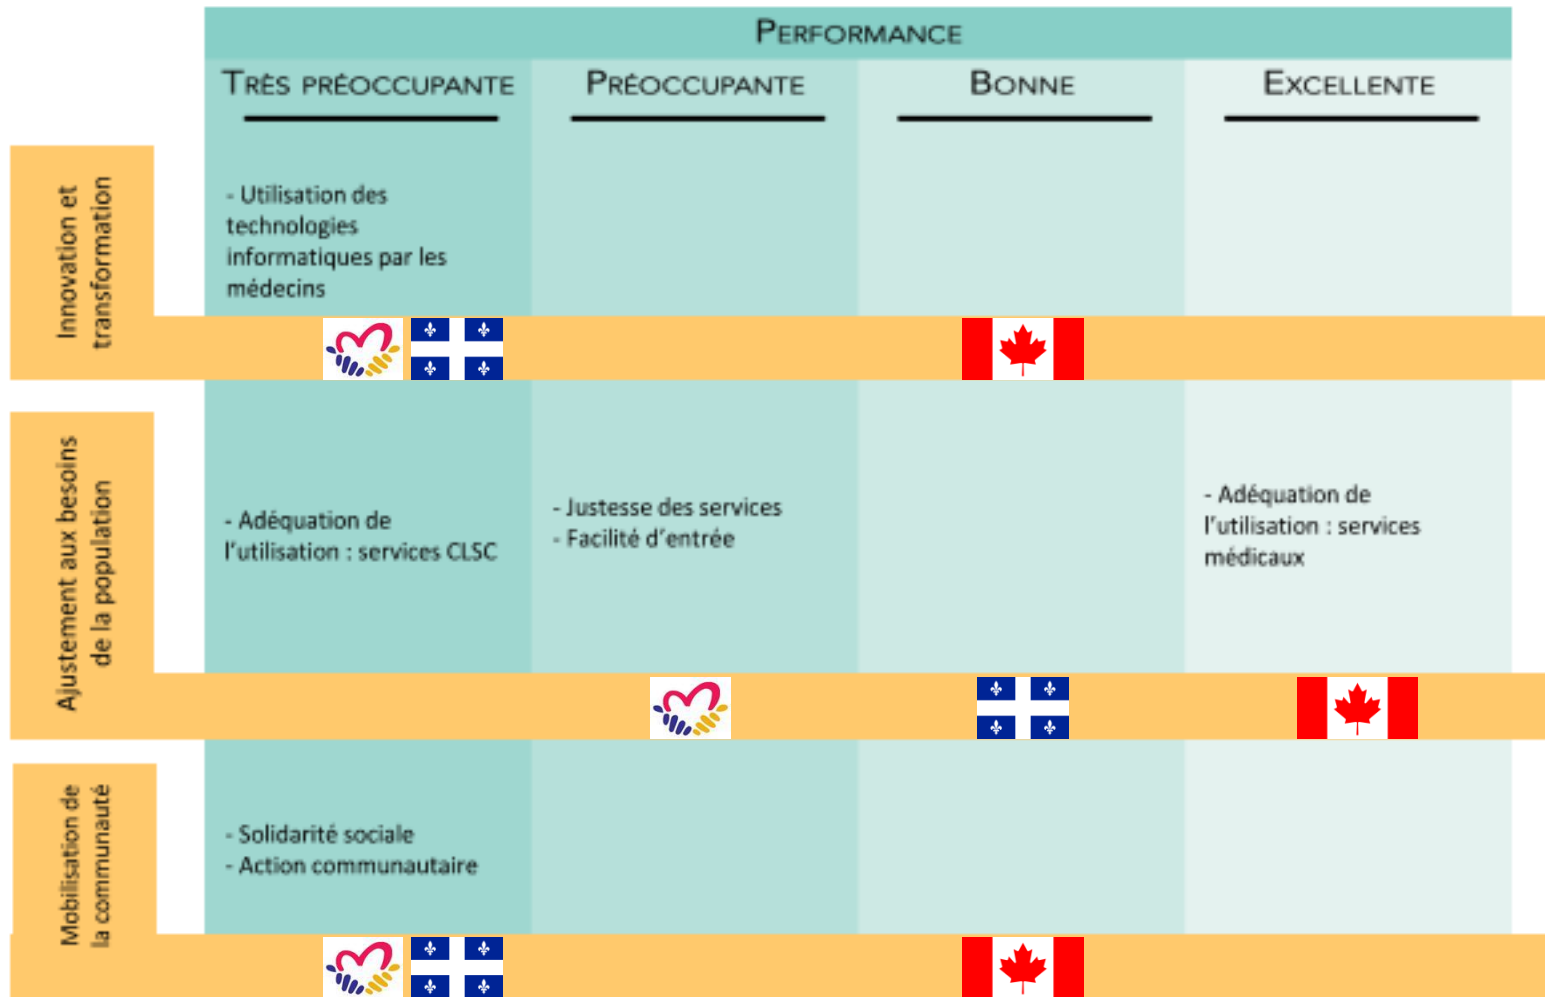 PERFORMANCE
TRÈS PRÉOCCUPANTE
PRÉOCCUPANTE
BONNE
EXCELLENTE
Innovation et
transformation
- Utilisation des
technologies
informatiques par les
médecins
Ajustement aux besoins
de la population
- Adéquation de
l’utilisation : services CLSC
- Justesse des services
- Facilité d’entrée
- Adéquation de
l’utilisation : services
médicaux
Mobilisation de
la communauté
- Solidarité sociale
- Action communautaire